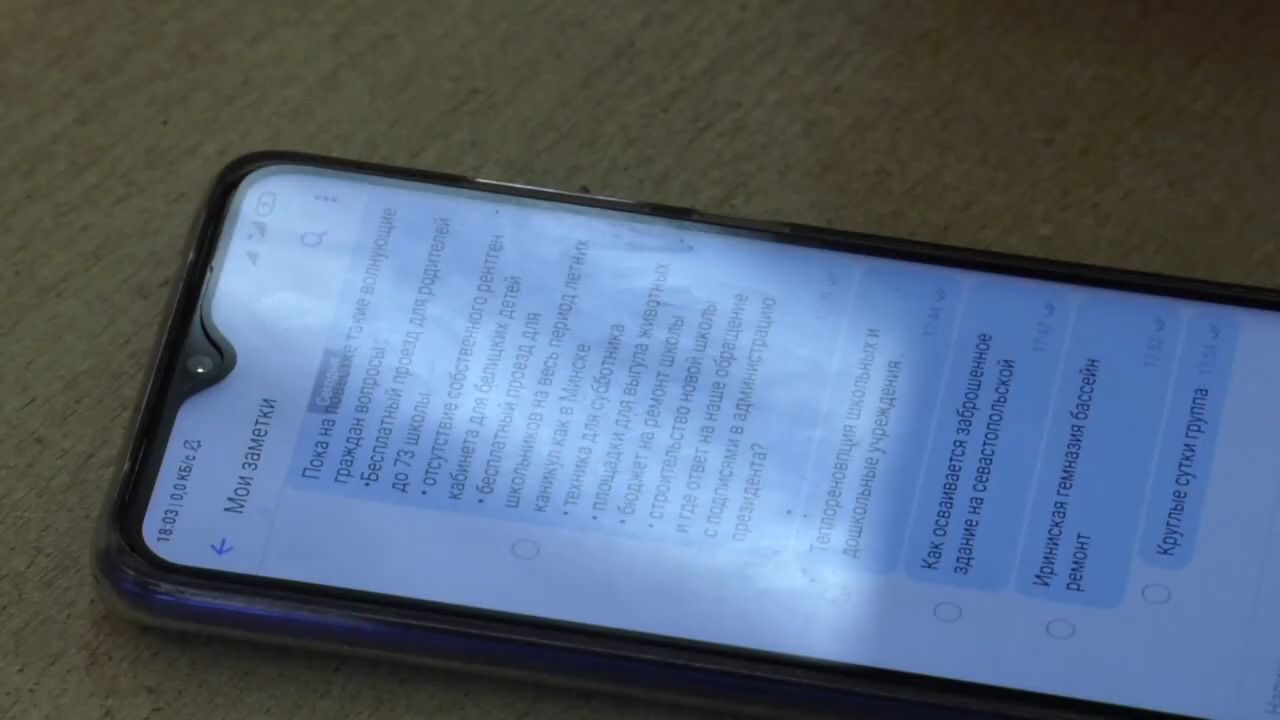 18:03 | 0,0 КБ/с
Мои заметки
Пока на повестке такие волнующие
граждан вопросы:
•Бесплатный проезд для родителей
до 73 школы
• отсутствие собственного рентген
кабинета для белицких детей
• бесплатный проезд для
школьников на весь период летних
каникул как в Минске
• техника для субботника
• площадки для выгула животных
• бюджет на ремонт школы
• строительство новой школы
и где ответ на наше обращение
с подписями в администрацию
президента?
Теплореновпция школьных и
дошкольные учреждения
17:44
Как осваивается заброшенное
здание на севастопольской
17:47
Ириниская гемназия бассейн
ремонт
17:52
Круглые сутки группа 17:54